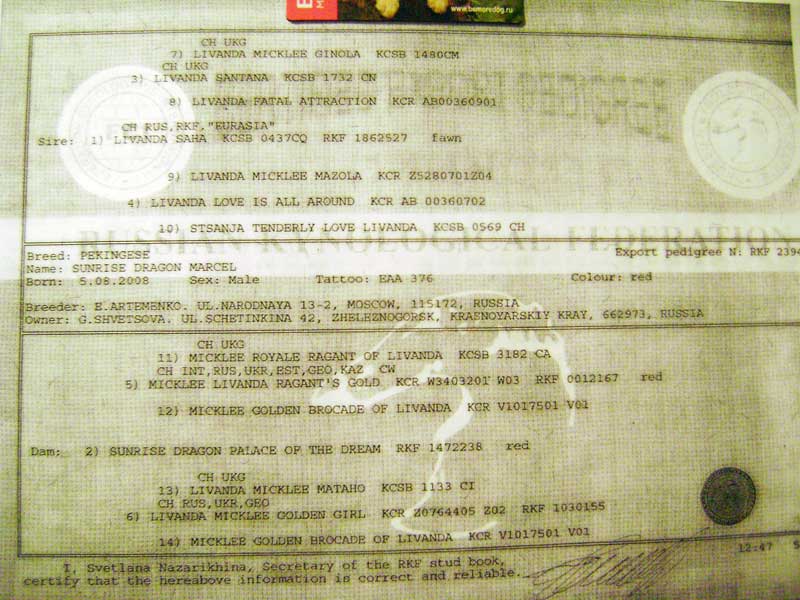 www.bemoredog.ru
CH UKG
7) LIVANDA MICKLEE GINOLA KCSB 1480CM
CH UKG
3) LIVANDA SANTANA KCSB 1732 CN
8) LIVANDA FATAL ATTRACTION KCR AB00360901
CH RUS,RKF,"EURASIA"
Sire: 1) LIVANDA SAHA KCSB 0437CQ RKF 1862527 fawn
9) LIVANDA MICKLEE MAZOLA KCR Z5280701Z04
4) LIVANDA LOVE IS ALL AROUND KCR AB 00360702
10) STSANJA TENDERLY LOVE LIVANDA KCSB 0569 CH
RUSSIAN KYNOLOGICAL FEDERATION
Breed: PEKINGESE Export pedigree N: RKF 2394
Name: SUNRISE DRAGON MARCEL
Born: 5.08.2008 Sex: Male Tattoo: EAA 376 Colour: red
Breeder: E.ARTEMENKO. UL.NARODNAYA 13-2, MOSCOW, 115172, RUSSIA
Owner: G.SHVETSOVA. UL.SCHETINKINA 42, ZHELEZNOGORSK, KRAENOYARSKIY KRAY, 662973, RUSSIA
CH UKG
11) MICKLEE ROYALE RAGANT OF LIVANDA KCSB 3182 CA
CH INT,RUS,UKR,EST,GEO,KAZ CW
5) MICKLEE LIVANDA RAGANT'S GOLD KCR W3403201 W03 RKF 0012167 red
12) MICKLEE GOLDEN BROCADE OF LIVANDA KCR V1017501 V01
Dam: 2) SUNRISE DRAGON PALACE OF THE DREAM RKF 1472238 red
CH UKG
13) LIVANDA MICKLEE MATAHO KCSB 1133 CI
CH RUS,UKR,GEO
6) LIVANDA MICKLEE GOLDEN GIRL KCR Z0764405 Z02 RKF 1030155
14) MICKLEE GOLDEN BROCADE OF LIVANDA KCR V1017501 V01
12:47
I, Svetlana Nazarikhina, Secretary of the RKF stud book,
certify that the hereabove information is correct and reliable.